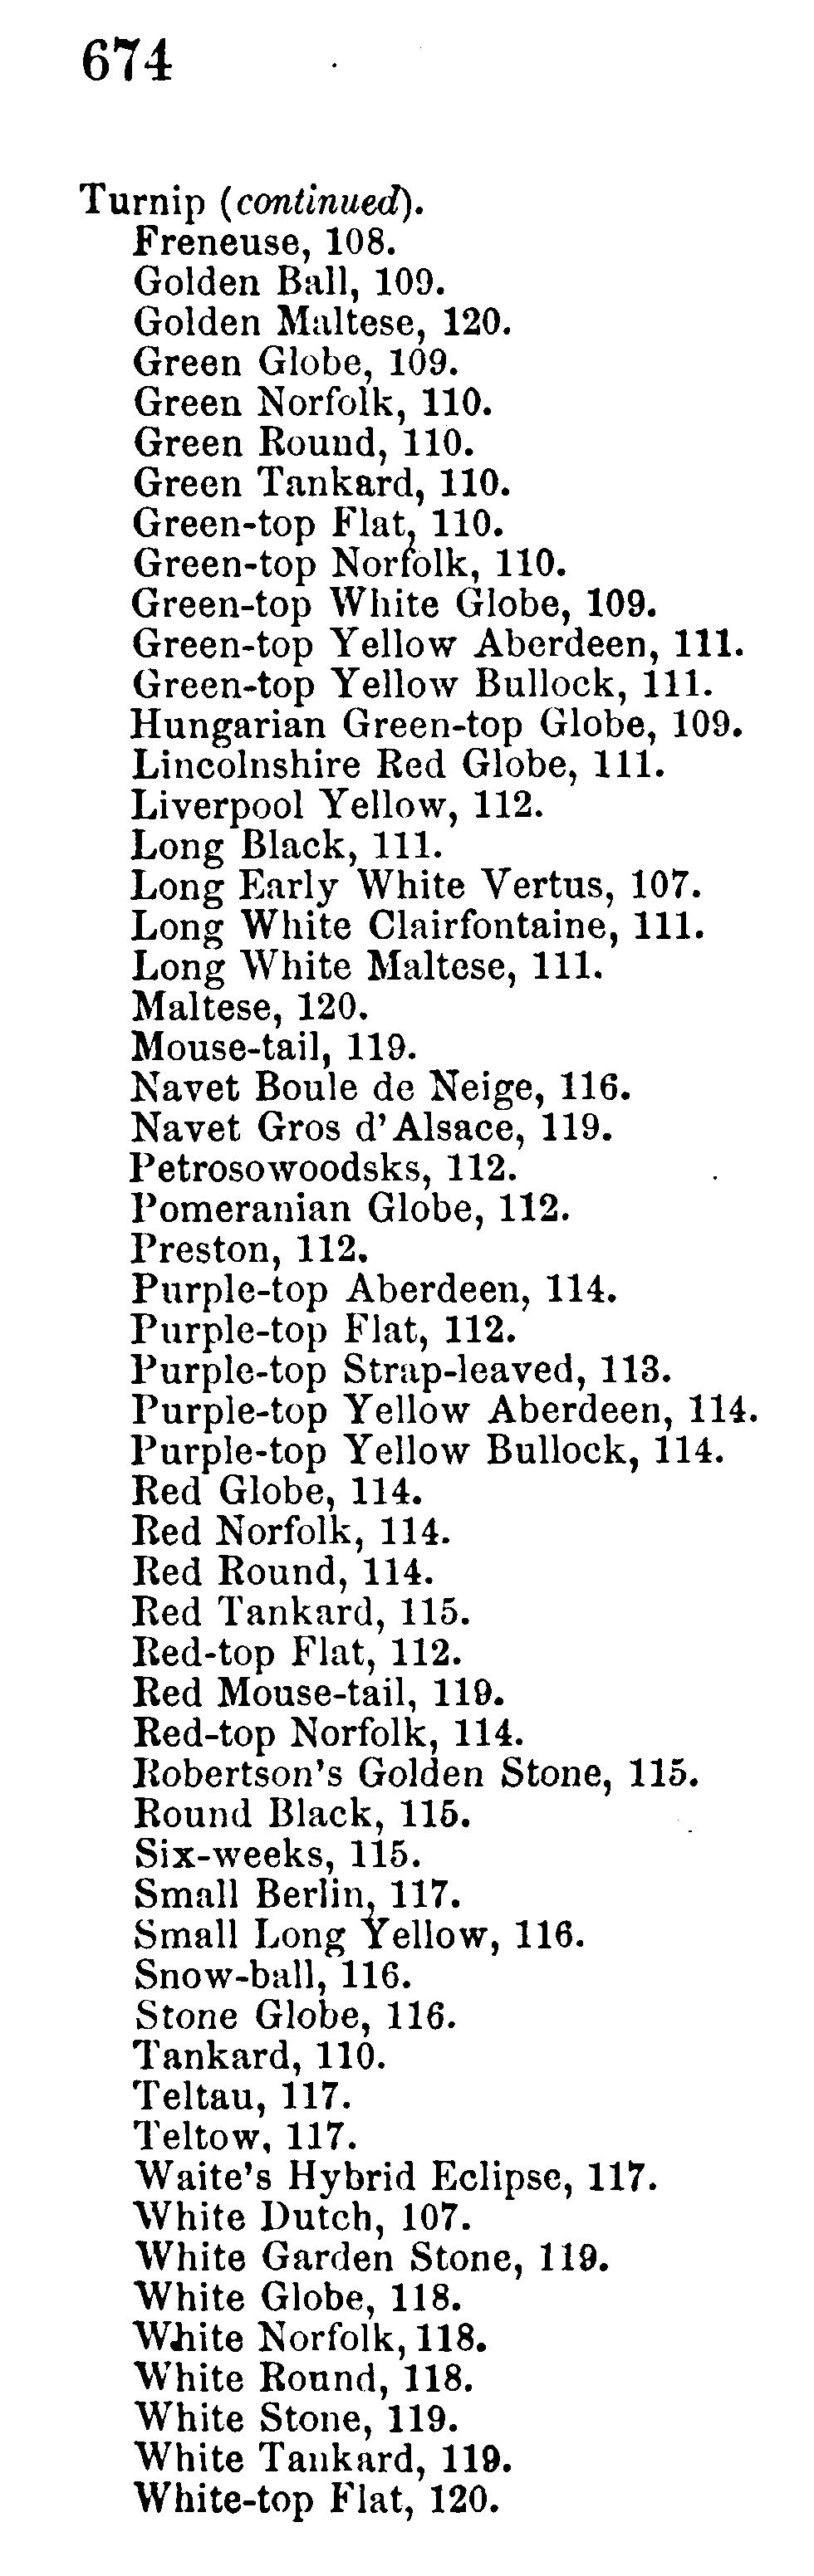 674
Turnip (continued).
Freneuse, 108.
Golden Ball, 109.
Golden Maltese, 120.
Green Globe, 109.
Green Norfolk, 110.
Green Round, 110.
Green Tankard, 110.
Green-top Flat, 110.
Green-top Norfolk, 110.
Green-top White Globe, 109.
Green-top Yellow Aberdeen, 111.
Green-top Yellow Bullock, 111.
Hungarian Green-top Globe, 109.
Lincolnshire Red Globe, 111.
Liverpool Yellow, 112.
Long Black, 111.
Long Early White Vertus, 107.
Long White Clairfontaine, 111.
Long White Maltese, 111.
Maltese, 120.
Mouse-tail, 119.
Navet Boule de Neige, 116.
Navet Gros d'Alsace, 119.
Petrosowoodsks, 112.
Pomeranian Globe, 112.
Preston, 112.
Purple-top Aberdeen, 114.
Purple-top Flat, 112.
Purple-top Strap-leaved, 113.
Purple-top Yellow Aberdeen, 114.
Purple-top Yellow Bullock, 114.
Red Globe, 114.
Red Norfolk, 114.
Red Round, 114.
Red Tankard, 115.
Red-top Flat, 112.
Red Mouse-tail, 119.
Red-top Norfolk, 114.
Robertson's Golden Stone, 115.
Round Black, 115.
Six-weeks, 115.
Small Berlin, 117.
Small Long Yellow, 116.
Snow-ball, 116.
Stone Globe, 116.
Tankard, 110.
Teltau, 117.
Teltow, 117.
Waite's Hybrid Eclipse, 117.
White Dutch, 107.
White Garden Stone, 119.
White Globe, 118.
White Norfolk, 118.
White Round, 118.
White Stone, 119.
White Tankard, 119.
White-top Flat, 120.